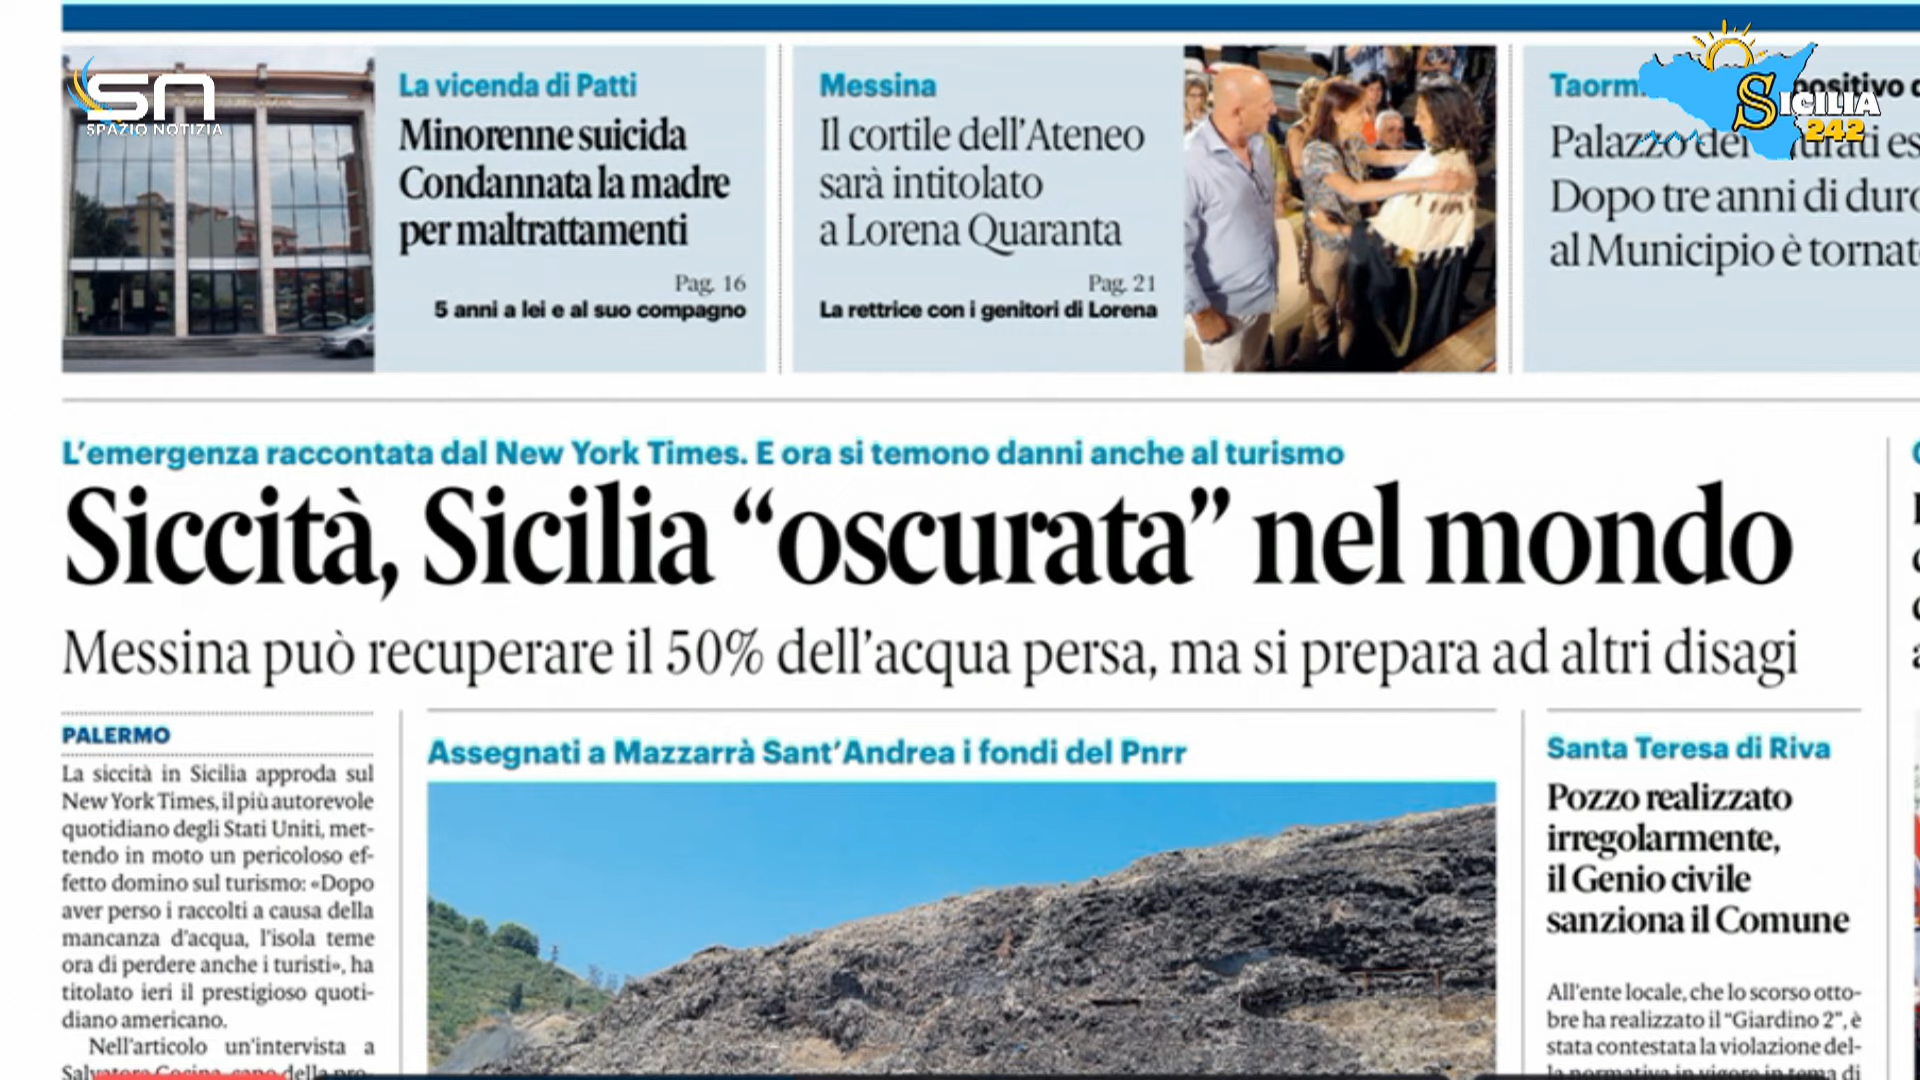 SN
SPAZIO NOTIZIA
La vicenda di Patti
Minorenne suicida
Condannata la madre
per maltrattamenti
Pag. 16
5 anni a lei e al suo compagno
Messina
Il cortile dell'Ateneo
sarà intitolato
a Lorena Quaranta
Pag. 21
La rettrice con i genitori di Lorena
SICILIA
242
Dopo tre anni di
al Municipio è
L'emergenza raccontata dal New York Times. E ora si temono danni anche al turismo
Siccità, Sicilia “oscurata” nel mondo
Messina può recuperare il 50% dell'acqua persa, ma si prepara ad altri disagi
PALERMO
La siccità in Sicilia approda sul
New York Times, il più autorevole
quotidiano degli Stati Uniti, met-
tendo in moto un pericoloso ef-
fetto domino sul turismo: «Dopo
aver perso i raccolti a causa della
mancanza d'acqua, l'isola teme
ora di perdere anche i turisti», ha
titolato ieri il prestigioso quoti-
diano americano.
Nell'articolo un'intervista a
Assegnati a Mazzarrà Sant'Andrea i fondi del Pnrr
Santa Teresa di Riva
Pozzo realizzato
irregolarmente,
il Genio civile
sanziona il Comune
All'ente locale, che lo scorso otto-
bre ha realizzato il “Giardino 2”, è
stata contestata la violazione del-
la normativa in vigore in tema di